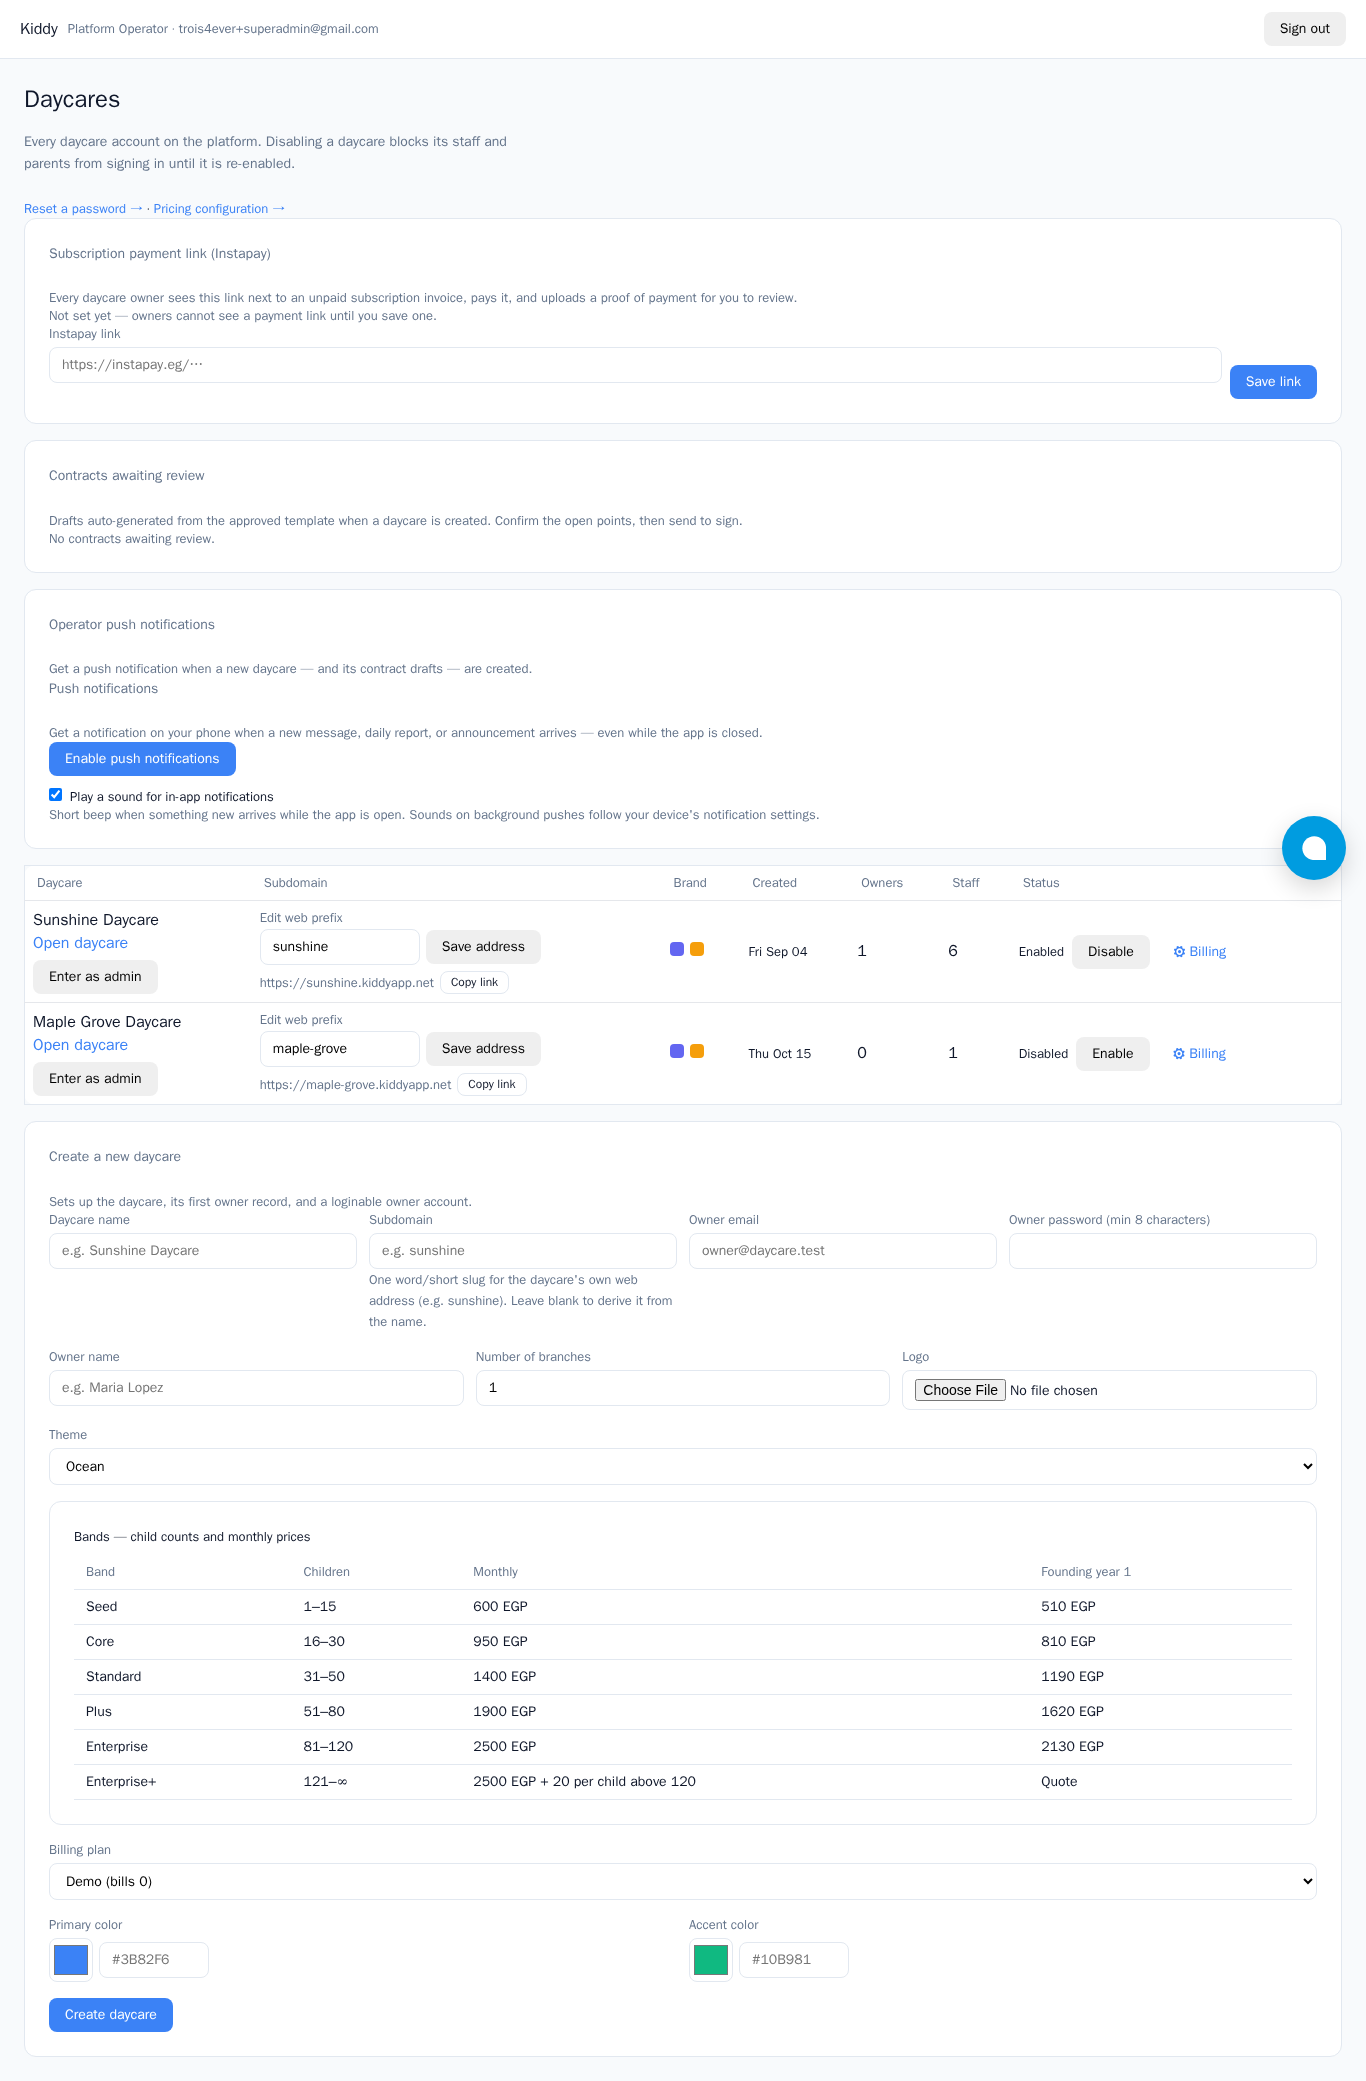 Kiddy Platform Operator · trois4ever+superadmin@gmail.com
Sign out
Daycares
Every daycare account on the platform. Disabling a daycare blocks its staff and
parents from signing in until it is re-enabled.
Reset a password → · Pricing configuration →
Subscription payment link (Instapay)
Every daycare owner sees this link next to an unpaid subscription invoice, pays it, and uploads a proof of payment for you to review.
Not set yet — owners cannot see a payment link until you save one.
Instapay link
https://instapay.eg/···
Save link
Contracts awaiting review
Drafts auto-generated from the approved template when a daycare is created. Confirm the open points, then send to sign.
No contracts awaiting review.
Operator push notifications
Get a push notification when a new daycare — and its contract drafts — are created.
Push notifications
Get a notification on your phone when a new message, daily report, or announcement arrives — even while the app is closed.
Enable push notifications
Play a sound for in-app notifications
Short beep when something new arrives while the app is open. Sounds on background pushes follow your device's notification settings.
Daycare Subdomain Brand Created Owners Staff Status
Sunshine Daycare
Open daycare
Enter as admin
Edit web prefix
sunshine Save address
https://sunshine.kiddyapp.net Copy link
Fri Sep 04 1 6 Enabled Disable ⚙ Billing
Maple Grove Daycare
Open daycare
Enter as admin
Edit web prefix
maple-grove Save address
https://maple-grove.kiddyapp.net Copy link
Thu Oct 15 0 1 Disabled Enable ⚙ Billing
Create a new daycare
Sets up the daycare, its first owner record, and a loginable owner account.
Daycare name Subdomain Owner email Owner password (min 8 characters)
e.g. Sunshine Daycare e.g. sunshine owner@daycare.test
One word/short slug for the daycare's own web
address (e.g. sunshine). Leave blank to derive it from
the name.
Owner name Number of branches Logo
e.g. Maria Lopez 1 Choose File No file chosen
Theme
Ocean
Bands — child counts and monthly prices
Band Children Monthly Founding year 1
Seed 1–15 600 EGP 510 EGP
Core 16–30 950 EGP 810 EGP
Standard 31–50 1400 EGP 1190 EGP
Plus 51–80 1900 EGP 1620 EGP
Enterprise 81–120 2500 EGP 2130 EGP
Enterprise+ 121–∞ 2500 EGP + 20 per child above 120 Quote
Billing plan
Demo (bills 0)
Primary color Accent color
#3B82F6 #10B981
Create daycare